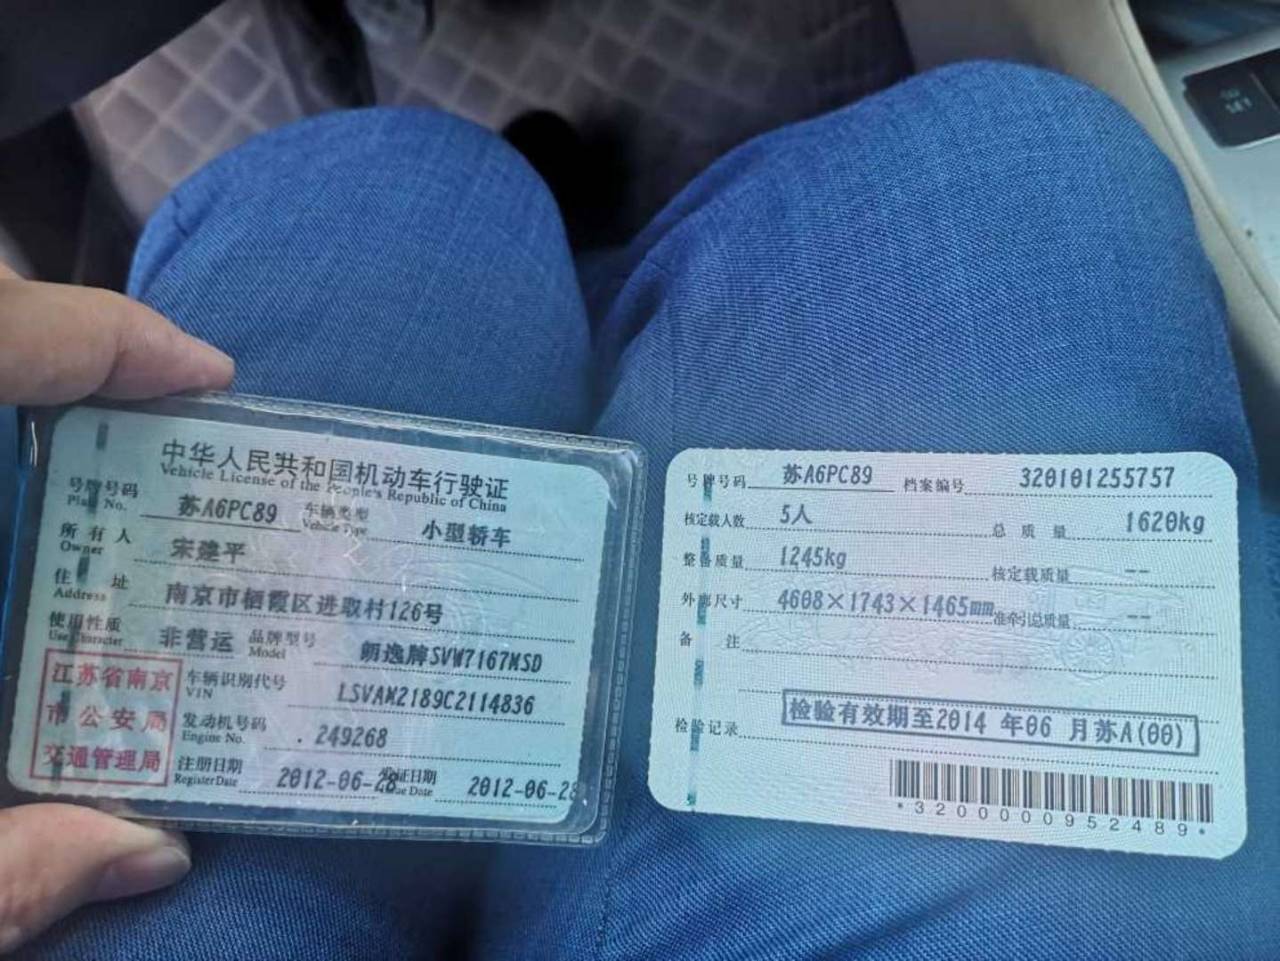 中华人民共和国机动车行驶证
Vehicle License of the People's Republic of China
号牌号码 苏A6PC89 车辆类型 小型轿车
Plate No. Vehicle Type
所有人 宋建平
Owner
住址 南京市栖霞区进取村126号
Address
使用性质 非营运 品牌型号 朗逸牌SVW7167MSD
Use Character Model
江苏省南京
市公安局
交通管理局
车辆识别代号 LSVAM2189C2114836
VIN
发动机号码 249268
Engine No.
注册日期 2012-06-28 发证日期 2012-06-28
Register Date Issue Date
号牌号码 苏A6PC89 档案编号 320101255757
核定载人数 5人 总质量 1620kg
整备质量 1245kg 核定载质量 --
外廓尺寸 4608×1743×1465mm 准牵引总质量 --
备注
检验记录 检验有效期至2014年06月苏A(00)
*3200000952489*